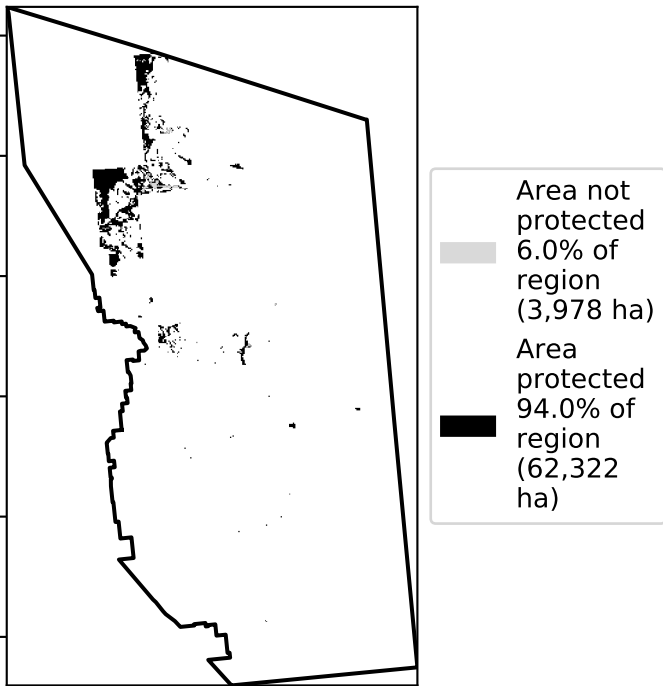 Area not
protected
6.0% of
region
(3,978 ha)
Area
protected
94.0% of
region
(62,322
ha)